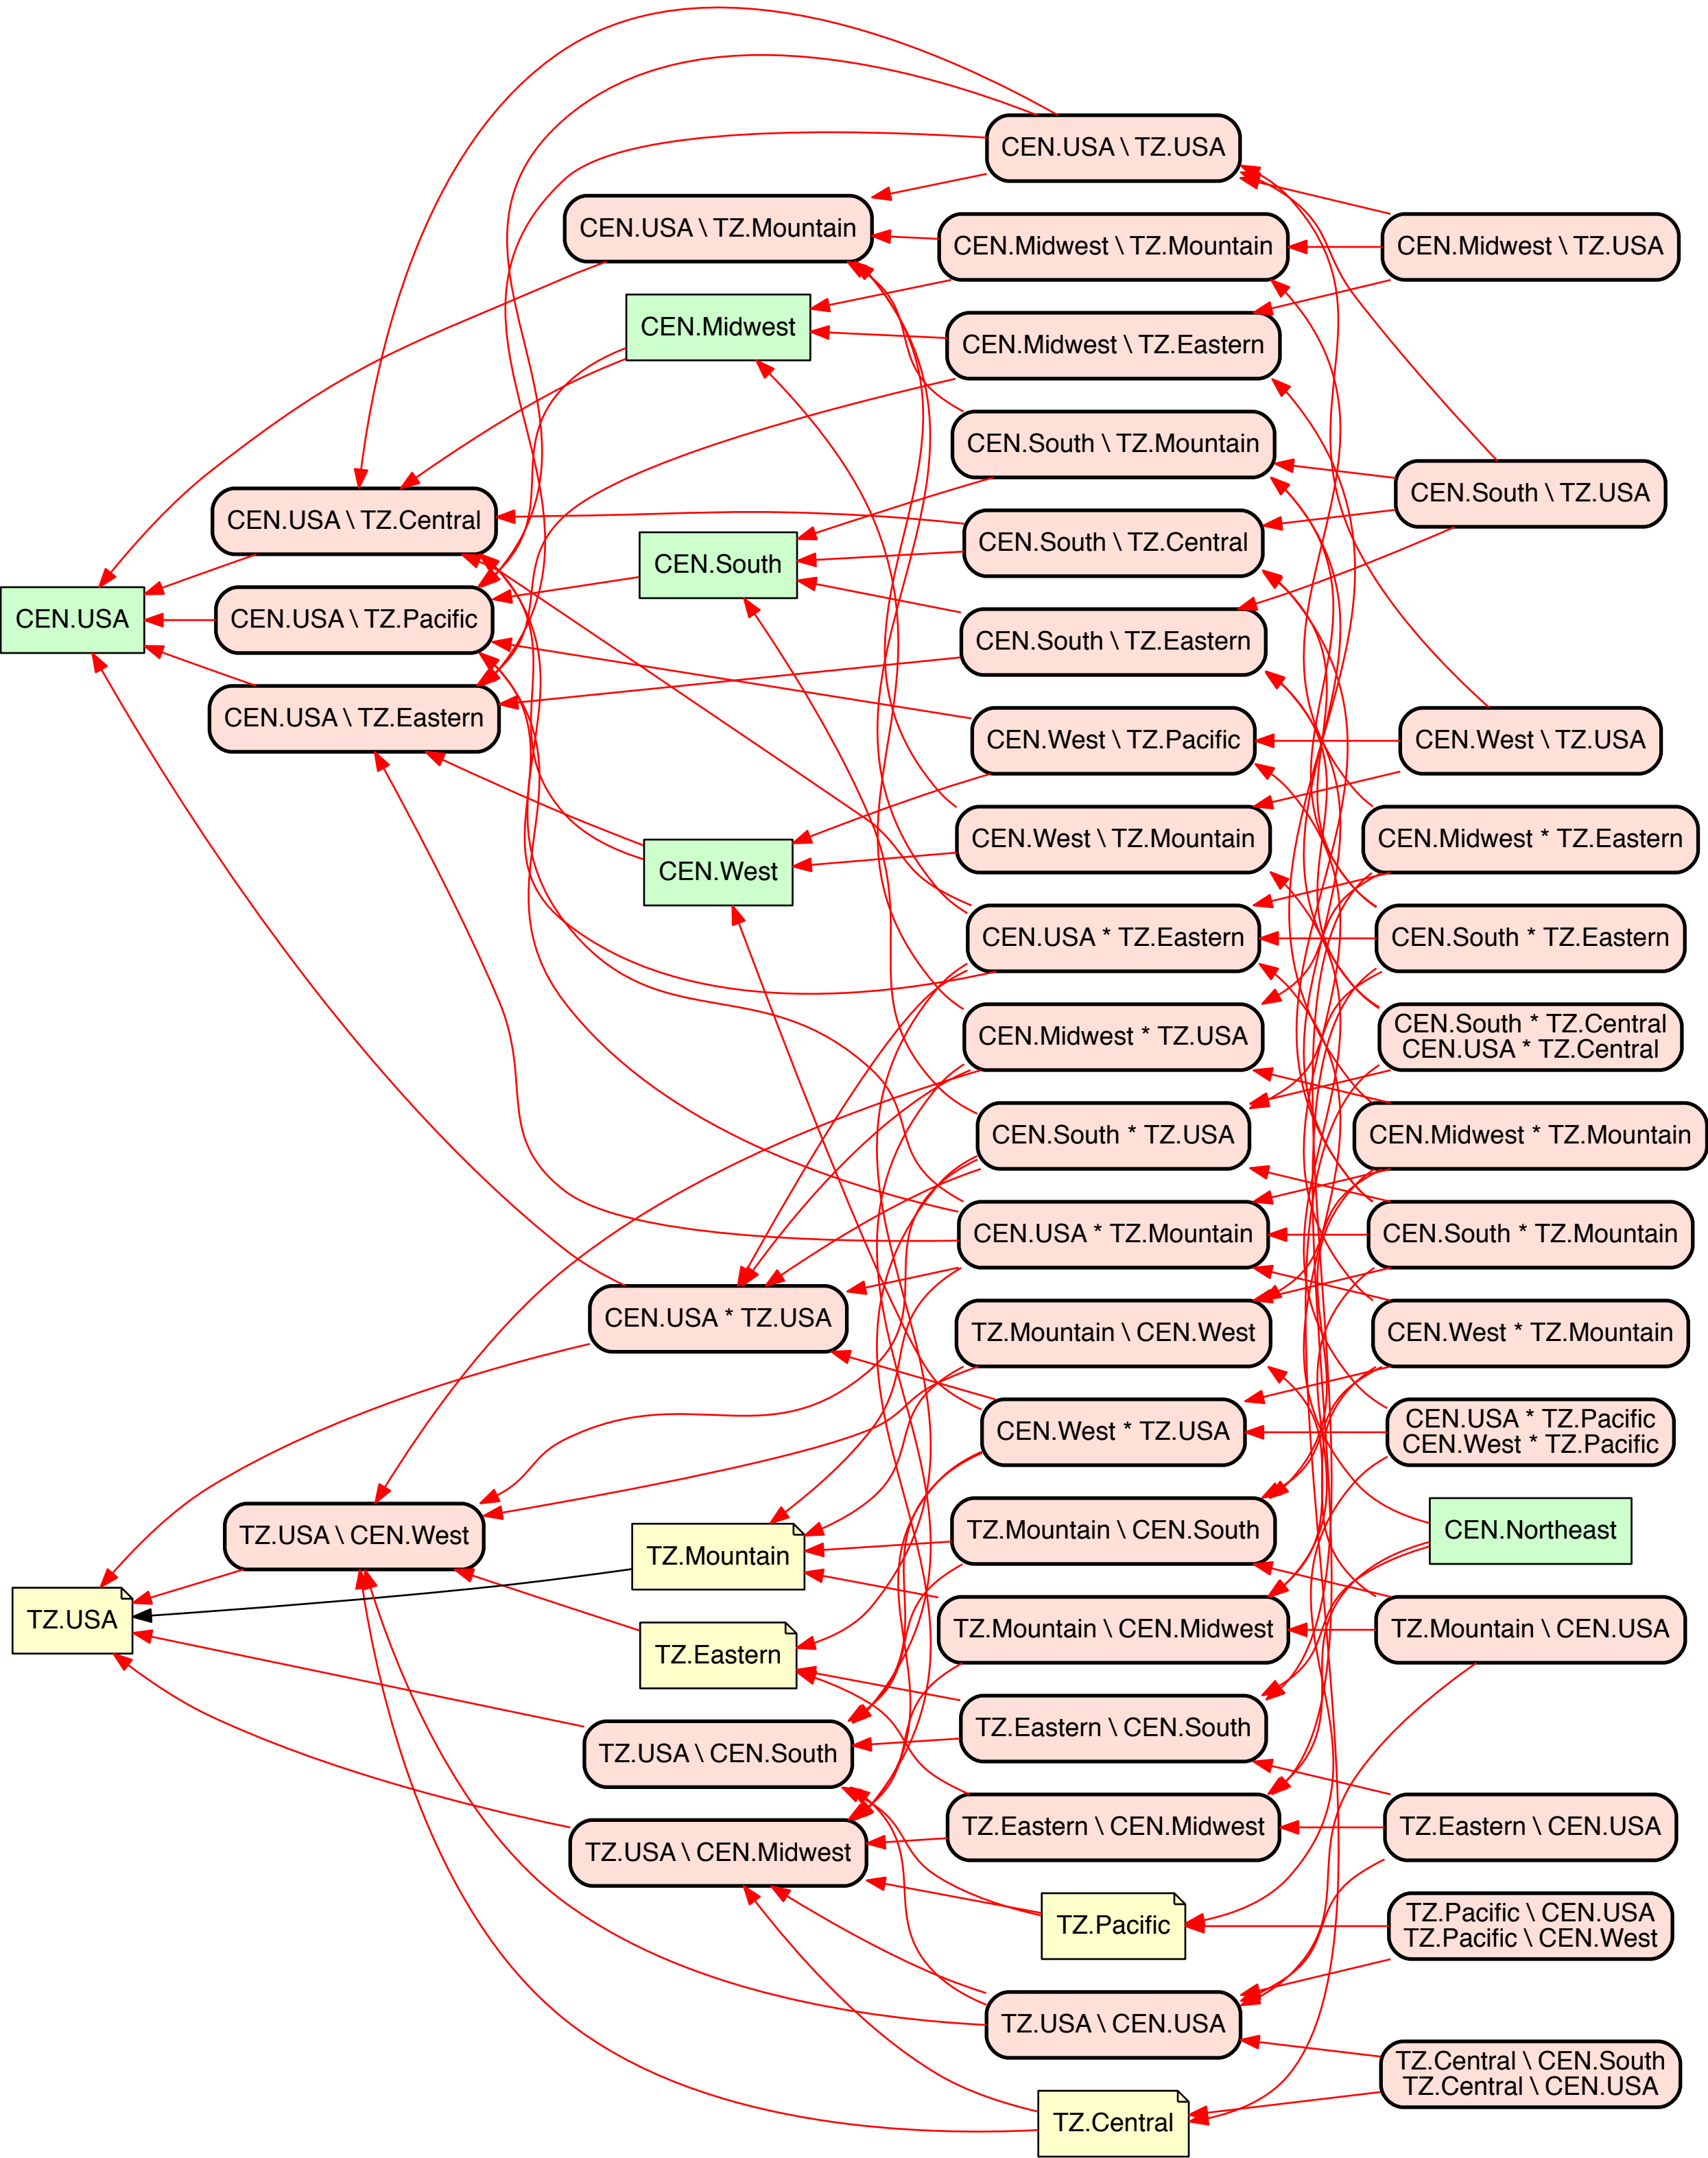 CEN.USA \ TZ.USA
CEN.USA \ TZ.Mountain
CEN.Midwest \ TZ.Mountain
CEN.Midwest \ TZ.USA
CEN.Midwest
CEN.Midwest \ TZ.Eastern
CEN.South \ TZ.Mountain
CEN.South \ TZ.USA
CEN.USA \ TZ.Central
CEN.South \ TZ.Central
CEN.South
CEN.USA
CEN.USA \ TZ.Pacific
CEN.South \ TZ.Eastern
CEN.USA \ TZ.Eastern
CEN.West \ TZ.Pacific
CEN.West \ TZ.USA
CEN.West \ TZ.Mountain
CEN.Midwest * TZ.Eastern
CEN.West
CEN.USA * TZ.Eastern
CEN.South * TZ.Eastern
CEN.Midwest * TZ.USA
CEN.South * TZ.Central
CEN.USA * TZ.Central
CEN.South * TZ.USA
CEN.Midwest * TZ.Mountain
CEN.USA * TZ.Mountain
CEN.South * TZ.Mountain
CEN.USA * TZ.USA
TZ.Mountain \ CEN.West
CEN.West * TZ.Mountain
CEN.West * TZ.USA
CEN.USA * TZ.Pacific
CEN.West * TZ.Pacific
TZ.USA \ CEN.West
TZ.Mountain
TZ.Mountain \ CEN.South
CEN.Northeast
TZ.USA
TZ.Eastern
TZ.Mountain \ CEN.Midwest
TZ.Mountain \ CEN.USA
TZ.USA \ CEN.South
TZ.Eastern \ CEN.South
TZ.USA \ CEN.Midwest
TZ.Eastern \ CEN.Midwest
TZ.Eastern \ CEN.USA
TZ.Pacific
TZ.Pacific \ CEN.USA
TZ.Pacific \ CEN.West
TZ.USA \ CEN.USA
TZ.Central \ CEN.South
TZ.Central \ CEN.USA
TZ.Central